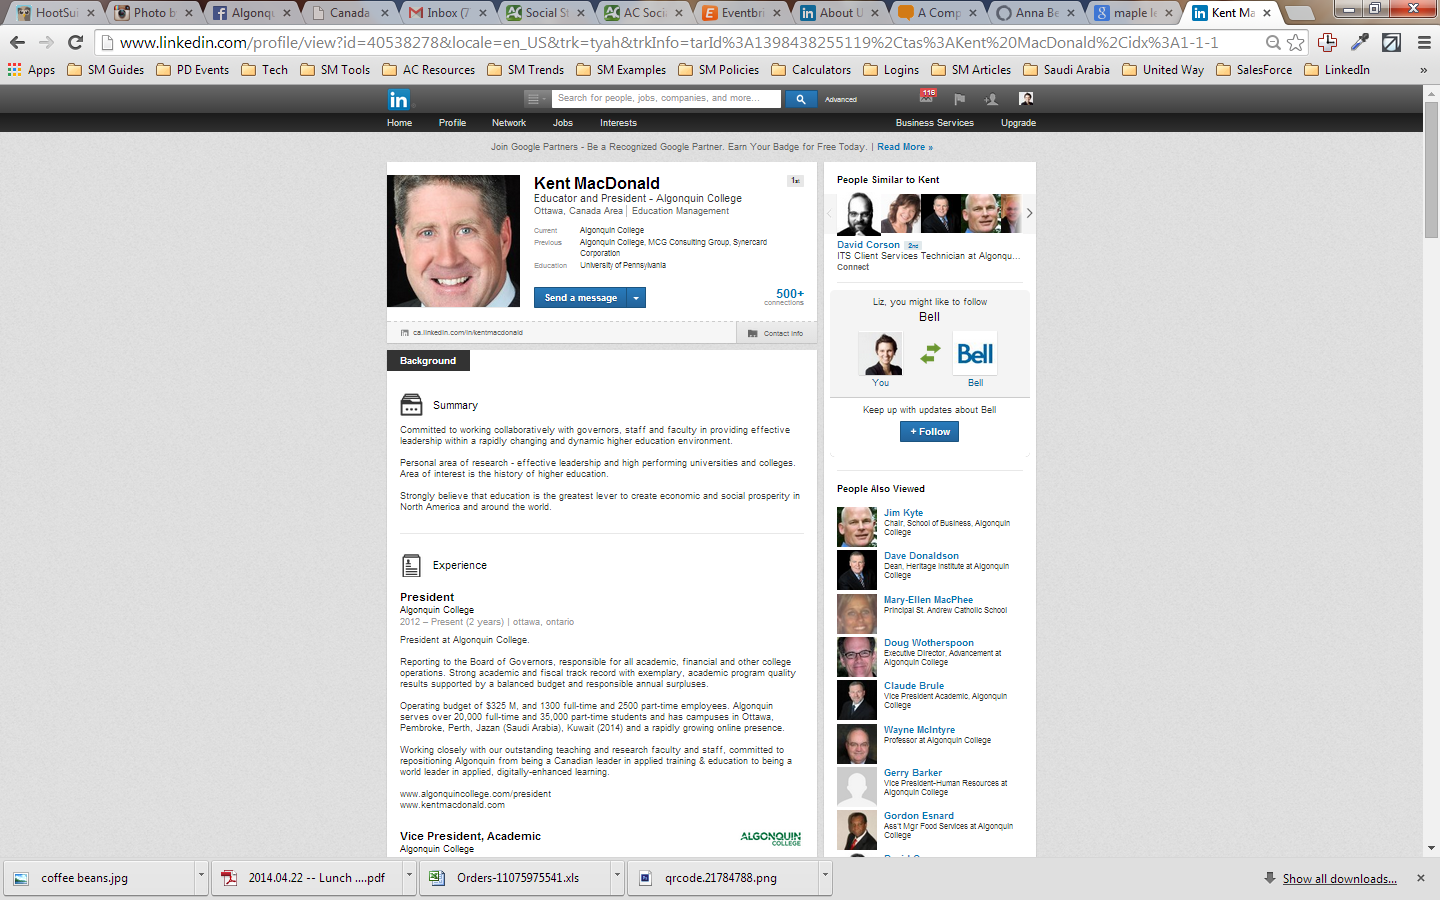 HootSui
Photo b
Algonqu
Canada
Inbox (7
Social St
AC Soci
Eventbri
About U
A Comp
Anna Be
maple le
Kent Ma
www.linkedin.com/profile/view?id=40538278&locale=en_US&trk=tyah&trkInfo=tarId%3A1398438255119%2Ctas%3AKent%20MacDonald%2Cidx%3A1-1-1
Apps
SM Guides
PD Events
Tech
SM Tools
AC Resources
SM Trends
SM Examples
SM Policies
Calculators
Logins
SM Articles
Saudi Arabia
United Way
SalesForce
LinkedIn
»
in
Search for people, jobs, companies, and more...
Advanced
116
Home
Profile
Network
Jobs
Interests
Business Services
Upgrade
Join Google Partners - Be a Recognized Google Partner. Earn Your Badge for Free Today. | Read More »
Kent MacDonald
1st
Educator and President - Algonquin College
Ottawa, Canada Area | Education Management
Current Algonquin College
Previous Algonquin College, MCG Consulting Group, Synercard
Corporation
Education University of Pennsylvania
Send a message
500+
connections
ca.linkedin.com/in/kentmacdonald
Contact Info
Background
Summary
Committed to working collaboratively with governors, staff and faculty in providing effective
leadership within a rapidly changing and dynamic higher education environment.
Personal area of research - effective leadership and high performing universities and colleges.
Area of interest is the history of higher education.
Strongly believe that education is the greatest lever to create economic and social prosperity in
North America and around the world.
Experience
President
Algonquin College
2012 – Present (2 years) | ottawa, ontario
President at Algonquin College.
Reporting to the Board of Governors, responsible for all academic, financial and other college
operations. Strong academic and fiscal track record with exemplary, academic program quality
results supported by a balanced budget and responsible annual surpluses.
Operating budget of $325 M, and 1300 full-time and 2500 part-time employees. Algonquin
serves over 20,000 full-time and 35,000 part-time students and has campuses in Ottawa,
Pembroke, Perth, Jazan (Saudi Arabia), Kuwait (2014) and a rapidly growing online presence.
Working closely with our outstanding teaching and research faculty and staff, committed to
repositioning Algonquin from being a Canadian leader in applied training & education to being a
world leader in applied, digitally-enhanced learning.
www.algonquincollege.com/president
www.kentmacdonald.com
Vice President, Academic
Algonquin College
ALGONQUIN
COLLEGE
People Similar to Kent
David Corson 2nd
ITS Client Services Technician at Algonqu...
Connect
Liz, you might like to follow
Bell
Bell
You
Bell
Keep up with updates about Bell
+ Follow
People Also Viewed
Jim Kyte
Chair, School of Business, Algonquin
College
Dave Donaldson
Dean, Heritage Institute at Algonquin
College
Mary-Ellen MacPhee
Principal St. Andrew Catholic School
Doug Wotherspoon
Executive Director, Advancement at
Algonquin College
Claude Brule
Vice President Academic, Algonquin
College
Wayne McIntyre
Professor at Algonquin College
Gerry Barker
Vice President-Human Resources at
Algonquin College
Gordon Esnard
Ass't Mgr Food Services at Algonquin
College
coffee beans.jpg
2014.04.22 -- Lunch ....pdf
Orders-11075975541.xls
qrcode.21784788.png
Show all downloads...